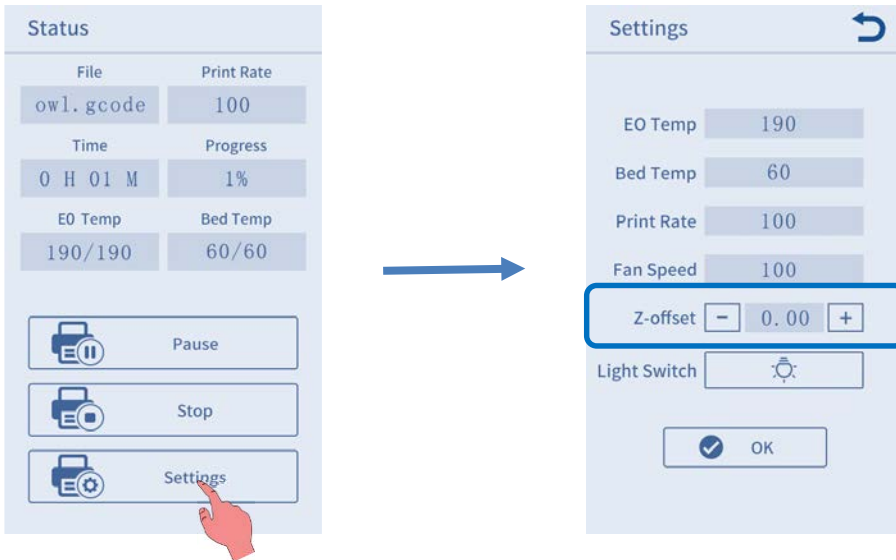 Status
File Print Rate
owl.gcode 100
Time Progress
0 H 01 M 1%
E0 Temp Bed Temp
190/190 60/60
Pause
Stop
Settings
Settings
EO Temp 190
Bed Temp 60
Print Rate 100
Fan Speed 100
Z-offset - 0.00 +
Light Switch
OK